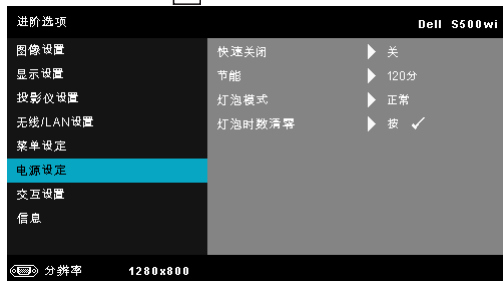 进阶选项 Dell S500wi
图像设置
显示设置
投影仪设置
无线/LAN设置
菜单设定
电源设定
交互设置
信息
快速关闭 关
节能 120分
灯泡模式 正常
灯泡时数清零 按
分辨率 1280x800